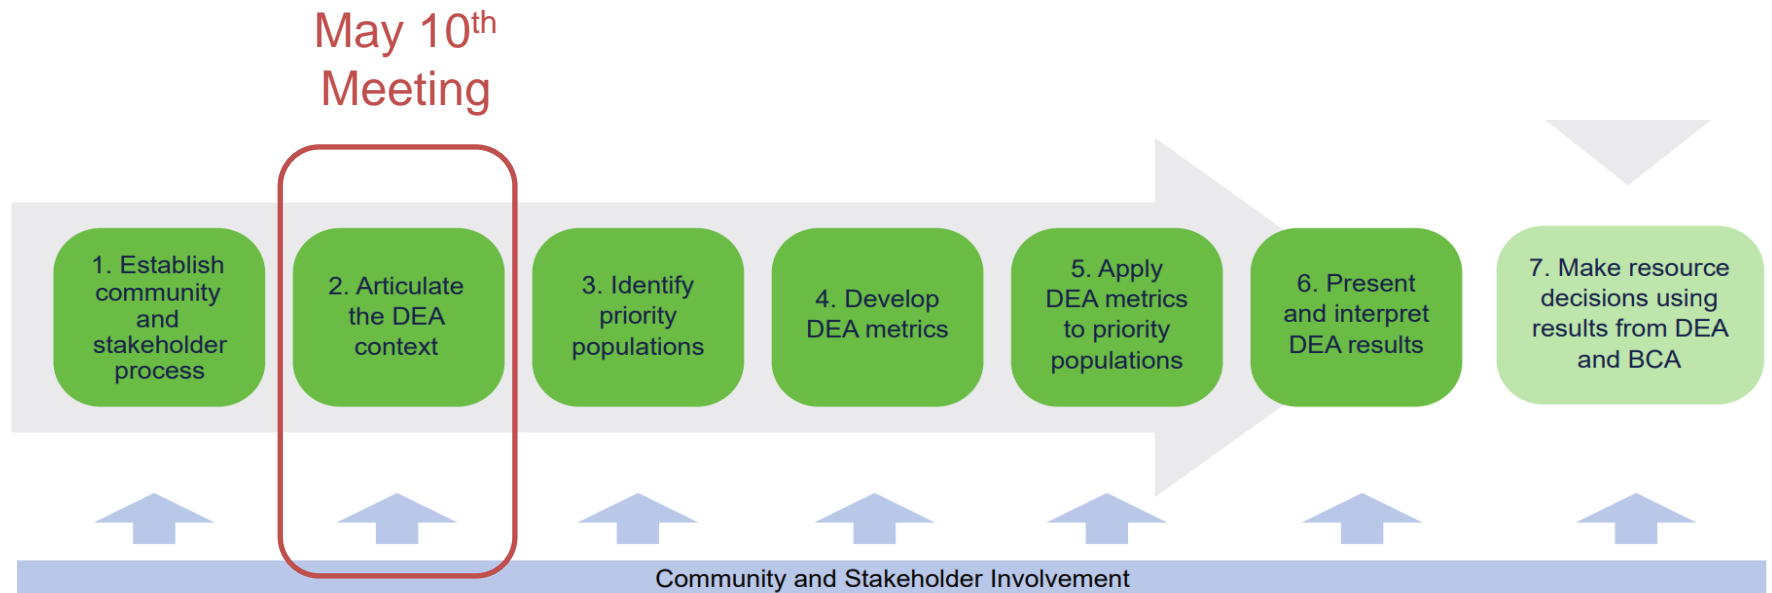 May 10th
Meeting
1. Establish
community
and
stakeholder
process
2. Articulate
the DEA
context
3. Identify
priority
populations
4. Develop
DEA metrics
5. Apply
DEA metrics
to priority
populations
6. Present
and interpret
DEA results
7. Make resource
decisions using
results from DEA
and BCA
Community and Stakeholder Involvement